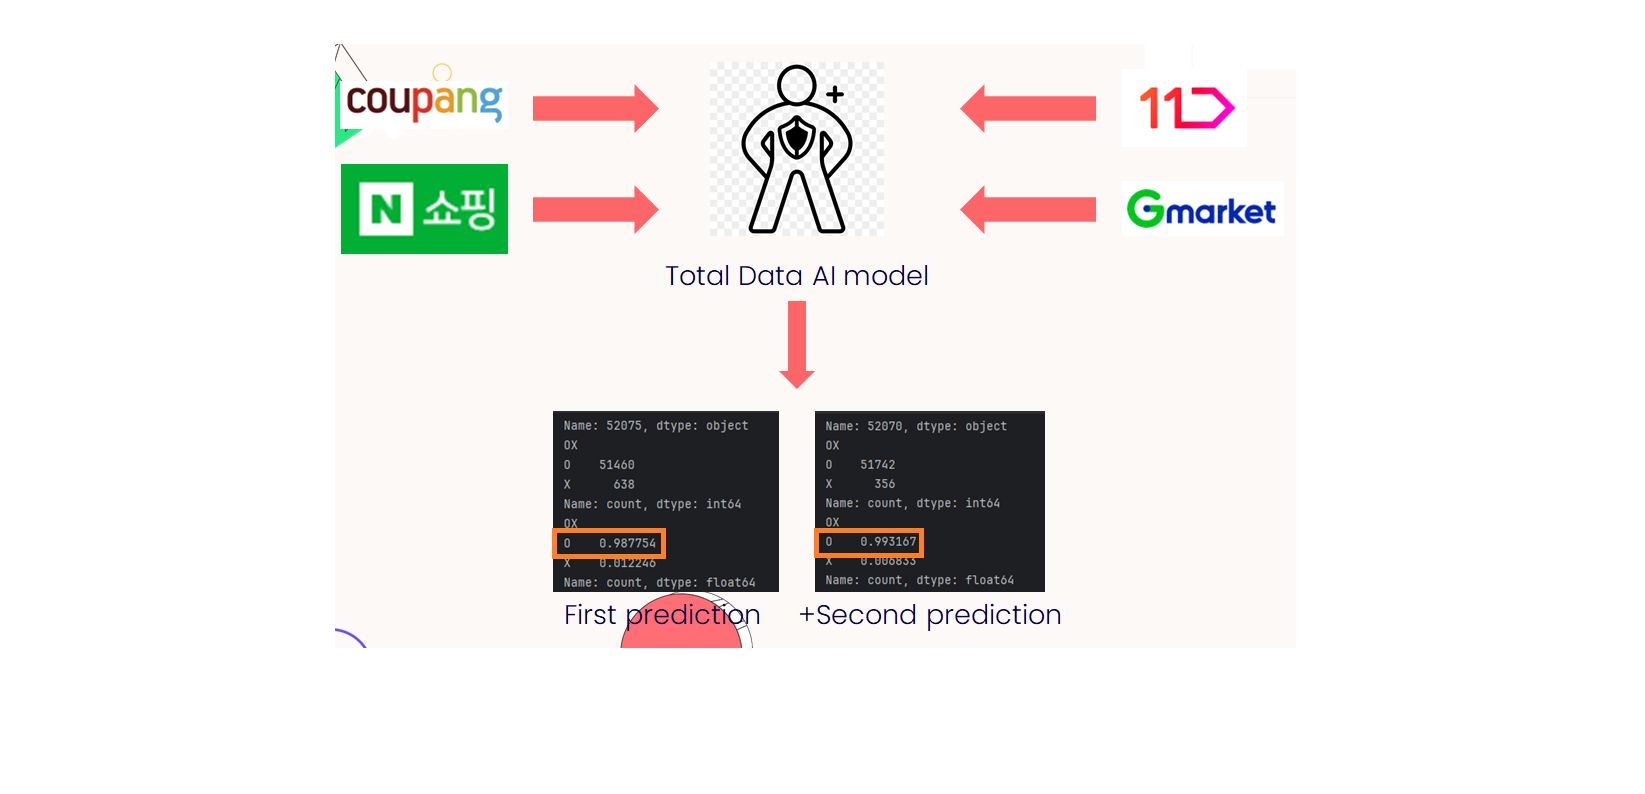 coupang
11
N 쇼핑
Gmarket
Total Data AI model
Name: 52075, dtype: object
OX
O 51460
X 638
Name: count, dtype: int64
OX
O 0.987754
X 0.012246
Name: count, dtype: float64
First prediction
Name: 52070, dtype: object
OX
O 51742
X 356
Name: count, dtype: int64
OX
O 0.993167
X 0.006833
Name: count, dtype: float64
+Second prediction